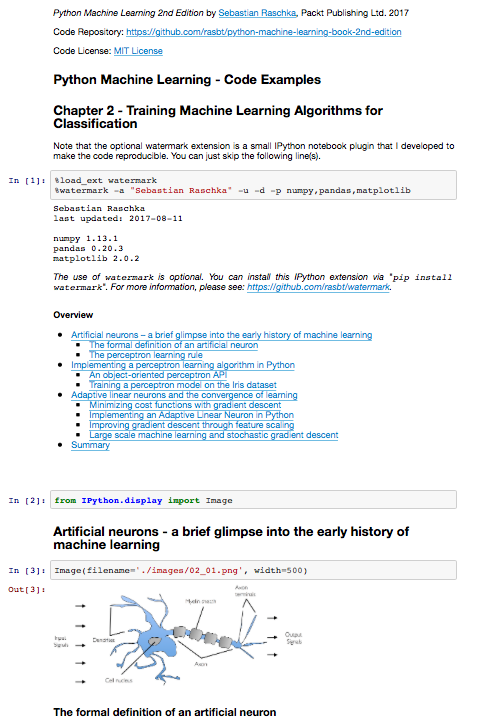 Python Machine Learning 2nd Edition by Sebastian Raschka, Packt Publishing Ltd. 2017
Code Repository: https://github.com/rasbt/python-machine-learning-book-2nd-edition
Code License: MIT License
Python Machine Learning - Code Examples
Chapter 2 - Training Machine Learning Algorithms for
Classification
Note that the optional watermark extension is a small IPython notebook plugin that I developed to
make the code reproducible. You can just skip the following line(s).
In [1]: %load_ext watermark
%watermark -a "Sebastian Raschka" -u -d -p numpy,pandas,matplotlib
Sebastian Raschka
last updated: 2017-08-11
numpy 1.13.1
pandas 0.20.3
matplotlib 2.0.2
The use of watermark is optional. You can install this IPython extension via "pip install
watermark". For more information, please see: https://github.com/rasbt/watermark.
Overview
• Artificial neurons – a brief glimpse into the early history of machine learning
▪ The formal definition of an artificial neuron
▪ The perceptron learning rule
• Implementing a perceptron learning algorithm in Python
▪ An object-oriented perceptron API
▪ Training a perceptron model on the Iris dataset
• Adaptive linear neurons and the convergence of learning
▪ Minimizing cost functions with gradient descent
▪ Implementing an Adaptive Linear Neuron in Python
▪ Improving gradient descent through feature scaling
▪ Large scale machine learning and stochastic gradient descent
• Summary
In [2]: from IPython.display import Image
Artificial neurons - a brief glimpse into the early history of
machine learning
In [3]: Image(filename='./images/02_01.png', width=500)
Out[3]:
Axon
terminals
Myelin sheath
Input
Signals
Dendrites
Output
Signals
Axon
Cell nucleus
The formal definition of an artificial neuron